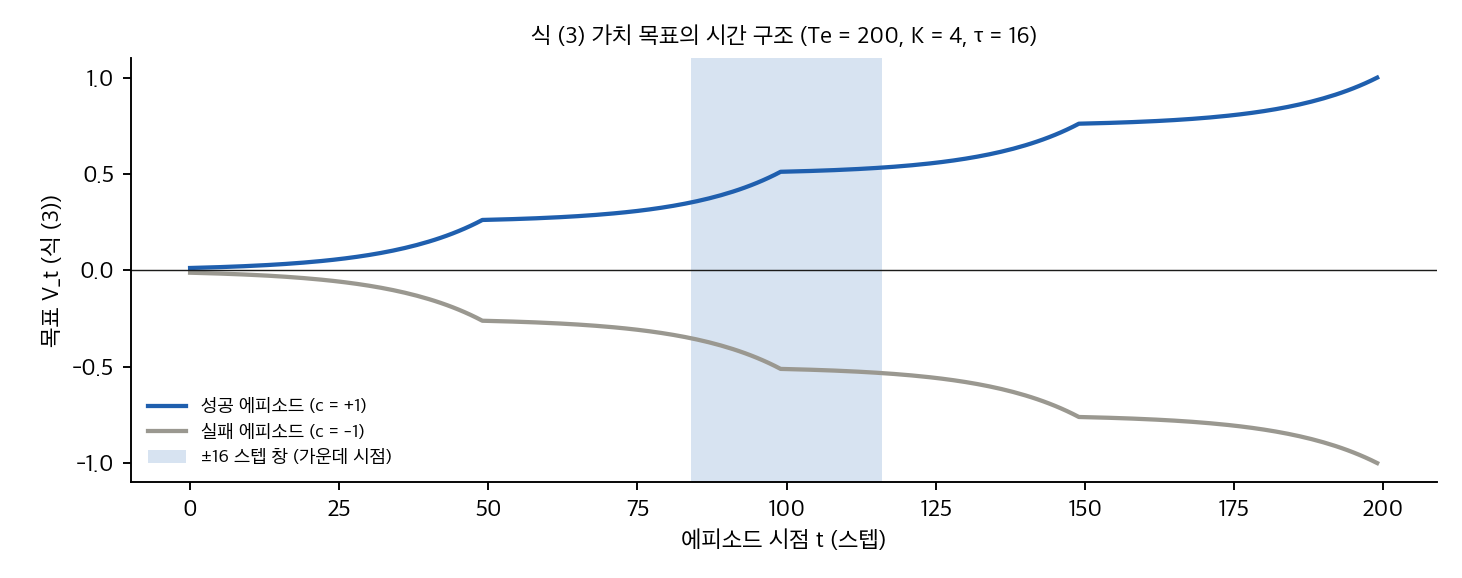 식 (3) 가치 목표의 시간 구조 (Te = 200, K = 4, τ = 16)
목표 V_t (식 (3))
1.0
0.5
0.0
-0.5
-1.0
성공 에피소드 (c = +1)
실패 에피소드 (c = -1)
±16 스텝 창 (가운데 시점)
0 25 50 75 100 125 150 175 200
에피소드 시점 t (스텝)